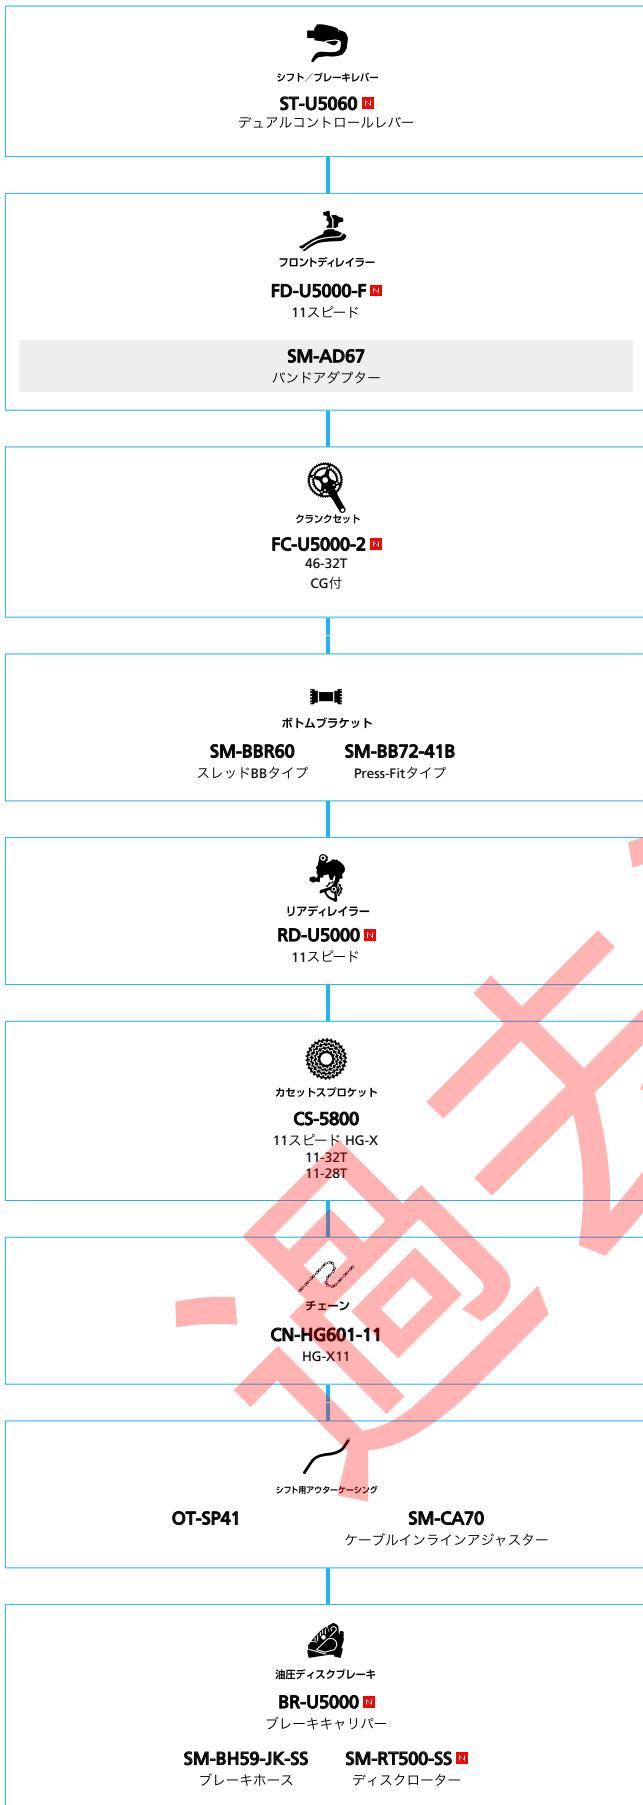 シフト／ブレーキレバー
ST-U5060 N
デュアルコントロールレバー
フロントディレイラー
FD-U5000-F N
11スピード
SM-AD67
バンドアダプター
クランクセット
FC-U5000-2 N
46-32T
CG付
ボトムブラケット
SM-BBR60 SM-BB72-41B
スレッドBBタイプ Press-Fitタイプ
リアディレイラー
RD-U5000 N
11スピード
カセットスプロケット
CS-5800
11スピード HG-X
11-32T
11-28T
チェーン
CN-HG601-11
HG-X11
シフト用アウターケーシング
OT-SP41 SM-CA70
ケーブルインラインアジャスター
油圧ディスクブレーキ
BR-U5000 N
ブレーキキャリパー
SM-BH59-JK-SS SM-RT500-SS N
ブレーキホース ディスクローター
過